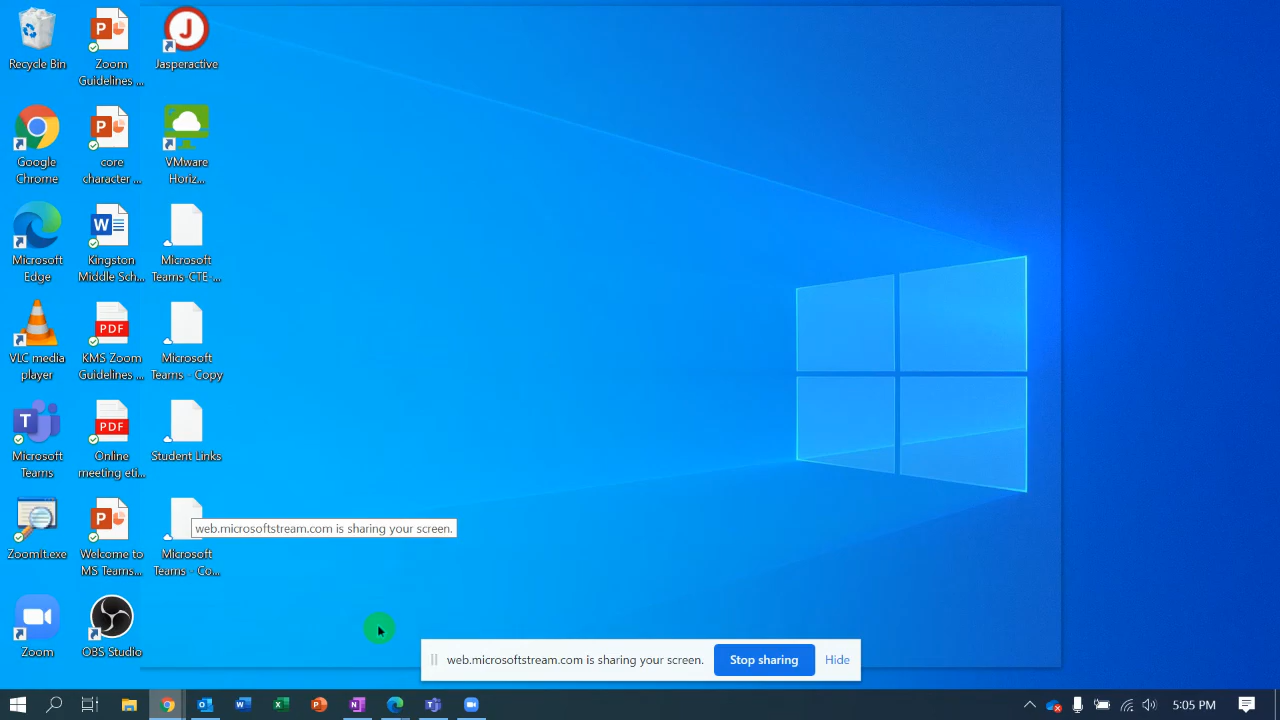 Recycle Bin
Zoom
Guidelines ...
Jasperactive
Google
Chrome
core
character ...
VMware
Horiz...
Microsoft
Edge
Kingston
Middle Sch...
Microsoft
Teams-CTE -...
VLC media
player
PDF
KMS Zoom
Guidelines ...
Microsoft
Teams - Copy
Microsoft
Teams
PDF
Online
meeting eti...
Student Links
ZoomIt.exe
Welcome to
MS Teams...
Microsoft
Teams - Co...
web.microsoftstream.com is sharing your screen.
Zoom
OBS Studio
web.microsoftstream.com is sharing your screen.
Stop sharing
Hide
5:05 PM